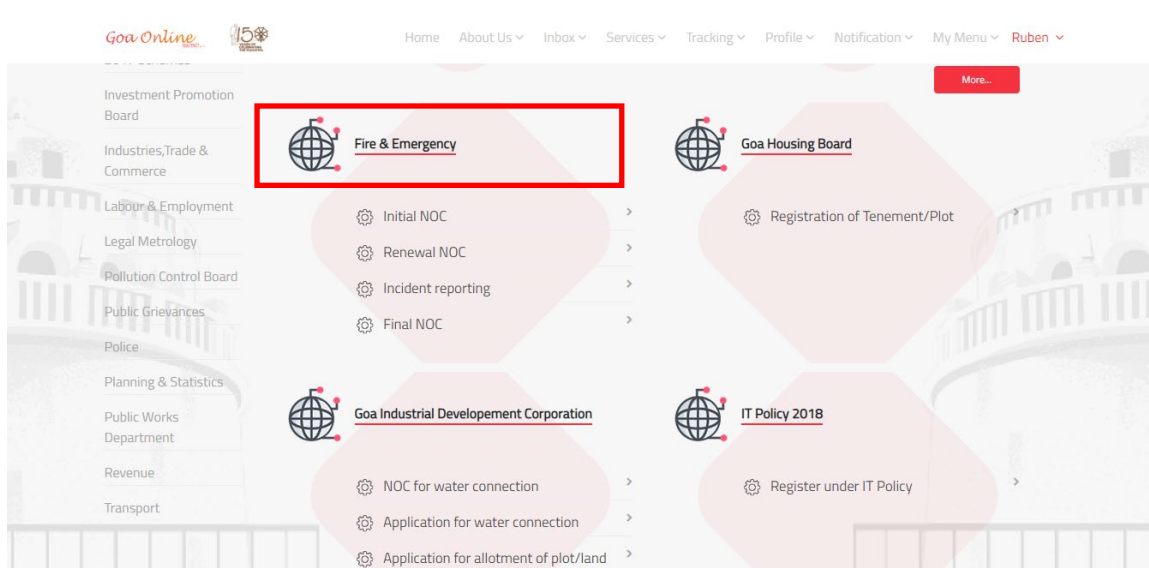 Goa Online
Home About Us Inbox Services Tracking Profile Notification My Menu Ruben
More...
Investment Promotion
Board
Industries,Trade &
Commerce
Labour & Employment
Legal Metrology
Pollution Control Board
Public Grievances
Police
Planning & Statistics
Public Works
Department
Revenue
Transport
Fire & Emergency
Initial NOC
Renewal NOC
Incident reporting
Final NOC
Goa Housing Board
Registration of Tenement/Plot
Goa Industrial Developement Corporation
NOC for water connection
Application for water connection
Application for allotment of plot/land
IT Policy 2018
Register under IT Policy